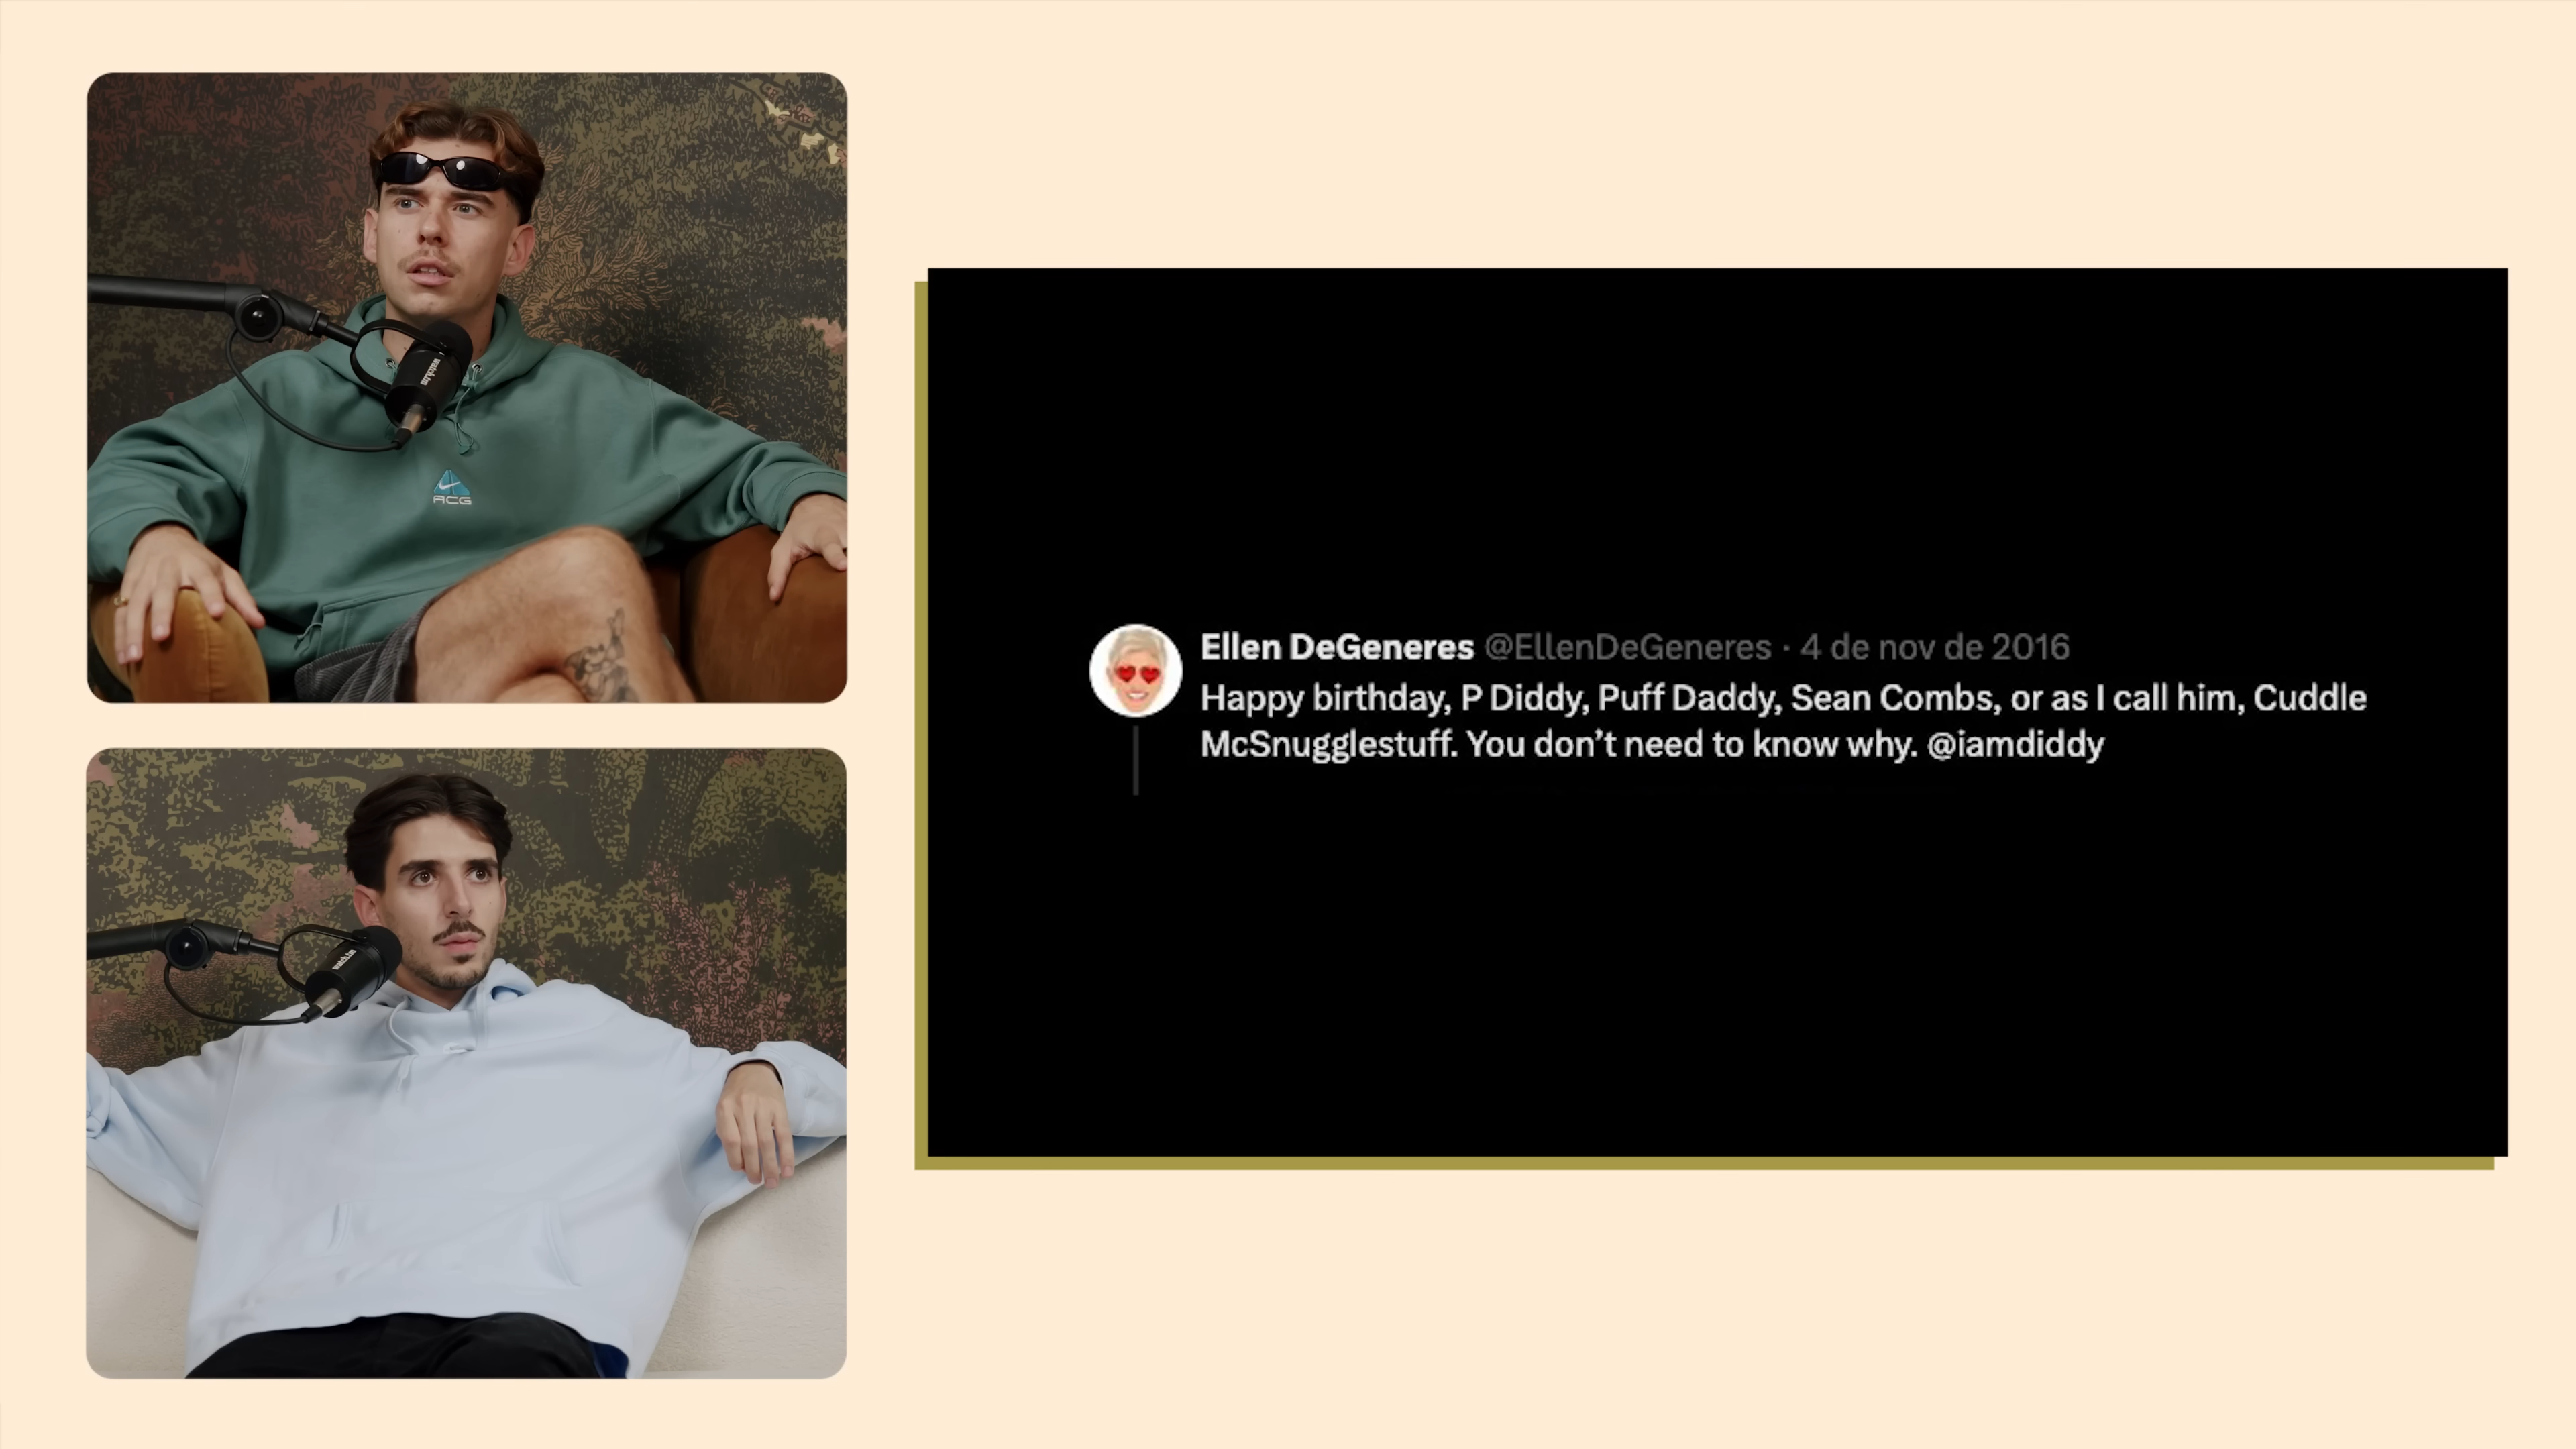 ACG
Ellen DeGeneres @EllenDeGeneres · 4 de nov de 2016
Happy birthday, P Diddy, Puff Daddy, Sean Combs, or as I call him, Cuddle
McSnugglestuff. You don’t need to know why. @iamdiddy